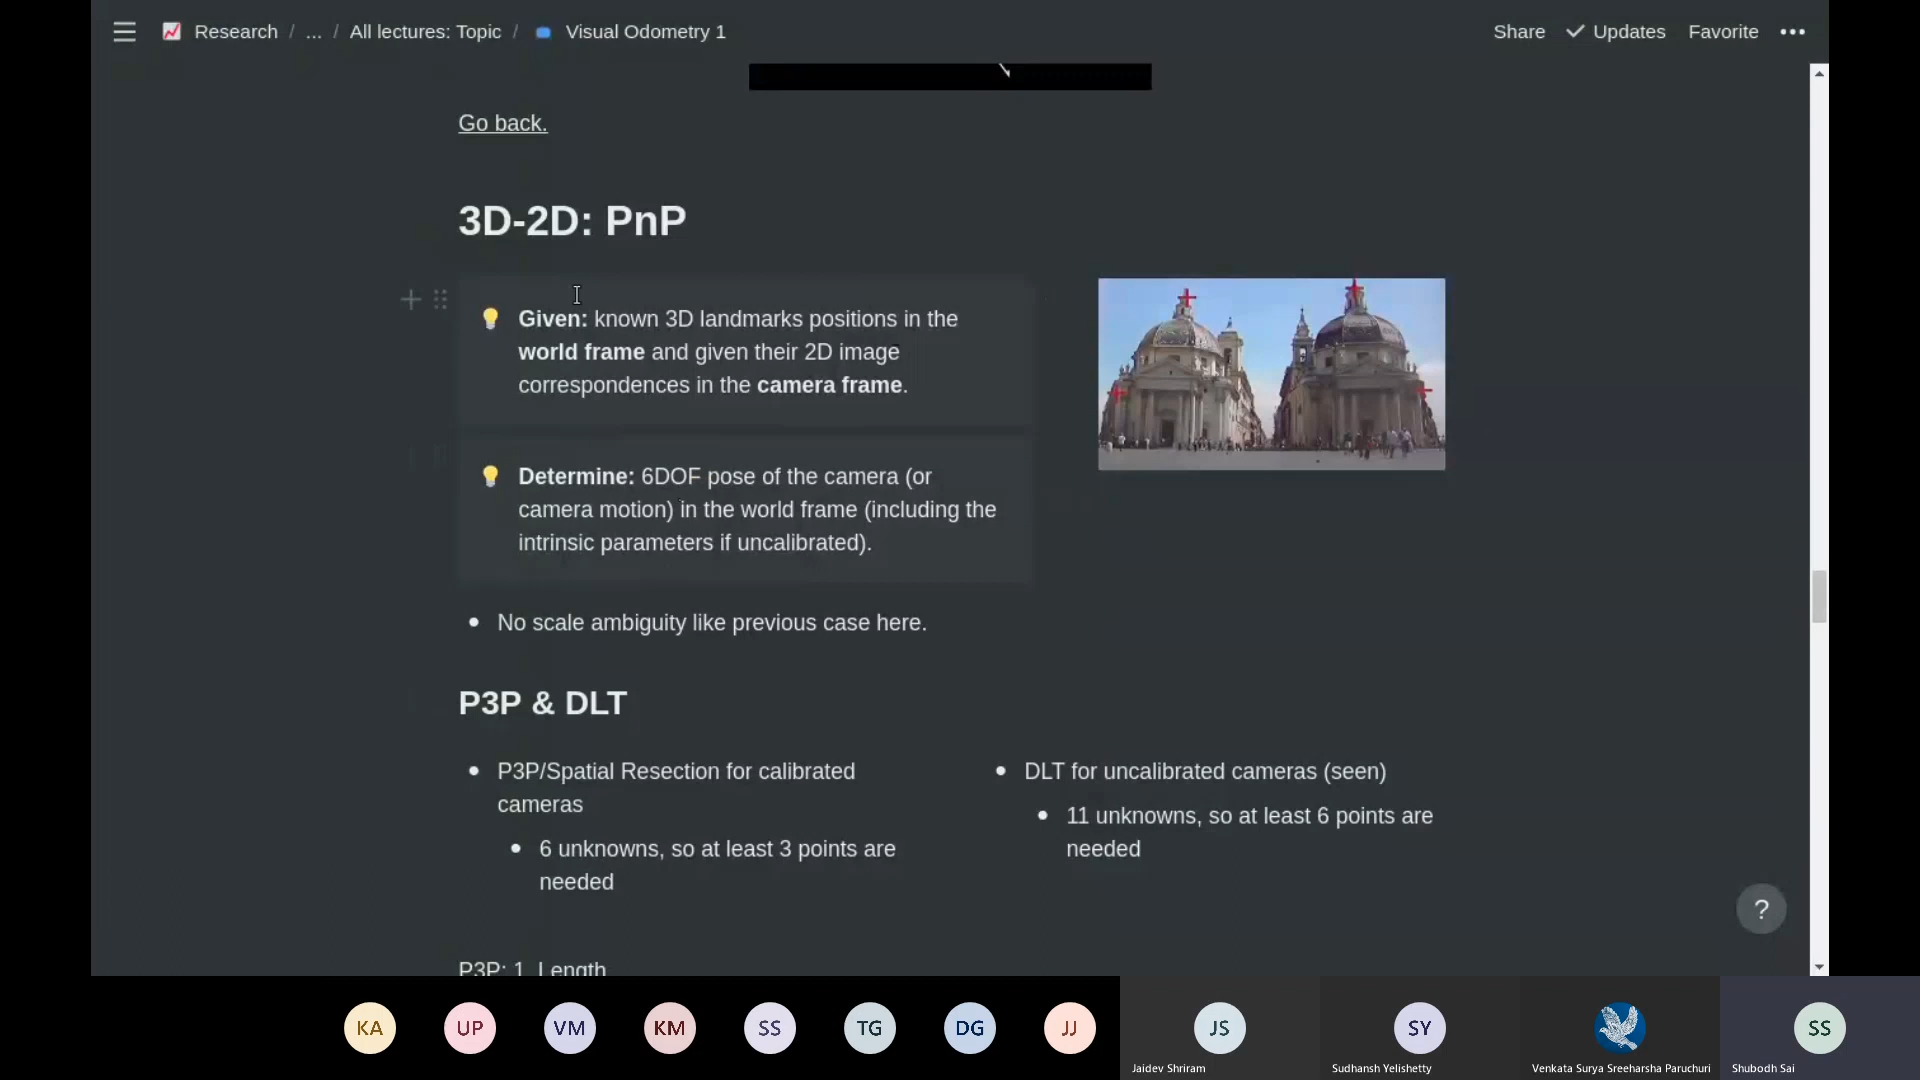 Research / ... / All lectures: Topic / Visual Odometry 1
Share Updates Favorite
Go back.
3D-2D: PnP
Given: known 3D landmarks positions in the
world frame and given their 2D image
correspondences in the camera frame.
Determine: 6DOF pose of the camera (or
camera motion) in the world frame (including the
intrinsic parameters if uncalibrated).
No scale ambiguity like previous case here.
P3P & DLT
P3P/Spatial Resection for calibrated
cameras
6 unknowns, so at least 3 points are
needed
DLT for uncalibrated cameras (seen)
11 unknowns, so at least 6 points are
needed
?
P3P: 1. Length
KA UP VM KM SS TG DG JJ JS SY SS
Jaidev Shriram Sudhansh Yelishetty Venkata Surya Sreeharsha Paruchuri Shubodh Sai